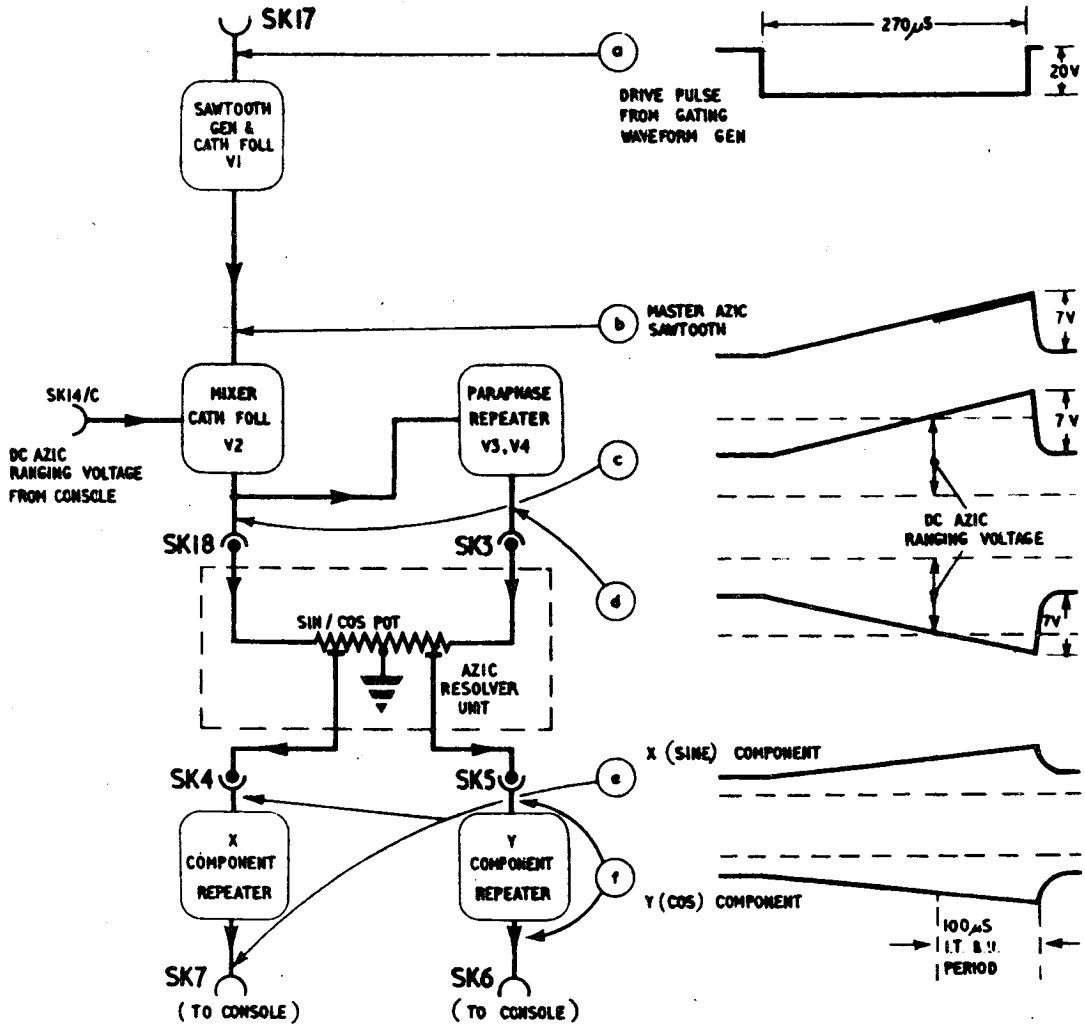 SK17
a
270μS
20V
DRIVE PULSE
FROM GATING
WAVEFORM GEN
SAWTOOTH
GEN &
CATH FOLL
V1
b
MASTER AZIC
SAWTOOTH
7V
SK14/C
MIXER
CATH FOLL
V2
PARAPHASE
REPEATER
V3, V4
7V
DC AZIC
RANGING VOLTAGE
FROM CONSOLE
c
DC AZIC
RANGING VOLTAGE
SK18
SK3
d
7V
SIN / COS POT
AZIC
RESOLVER
UNIT
SK4
SK5
e
X (SINE) COMPONENT
X
COMPONENT
REPEATER
Y
COMPONENT
REPEATER
f
Y (COS) COMPONENT
100μS
I.T. & U.
PERIOD
SK7
(TO CONSOLE)
SK6
(TO CONSOLE)